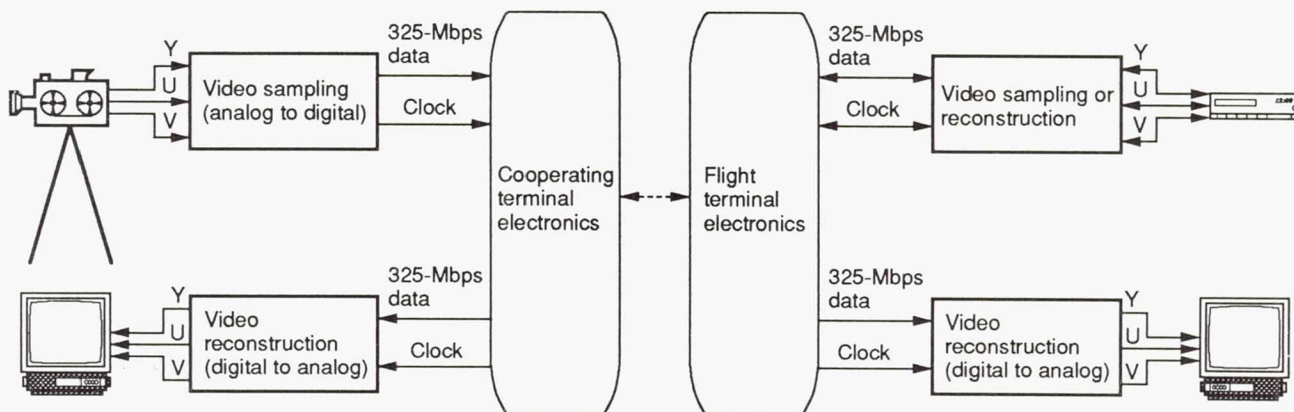 Y
U
V
Video sampling
(analog to digital)
325-Mbps
data
Clock
Cooperating
terminal
electronics
Flight
terminal
electronics
325-Mbps
data
Clock
Video sampling or
reconstruction
Y
U
V
Y
U
V
Video
reconstruction
(digital to analog)
325-Mbps
data
Clock
325-Mbps
data
Clock
Video
reconstruction
(digital to analog)
Y
U
V